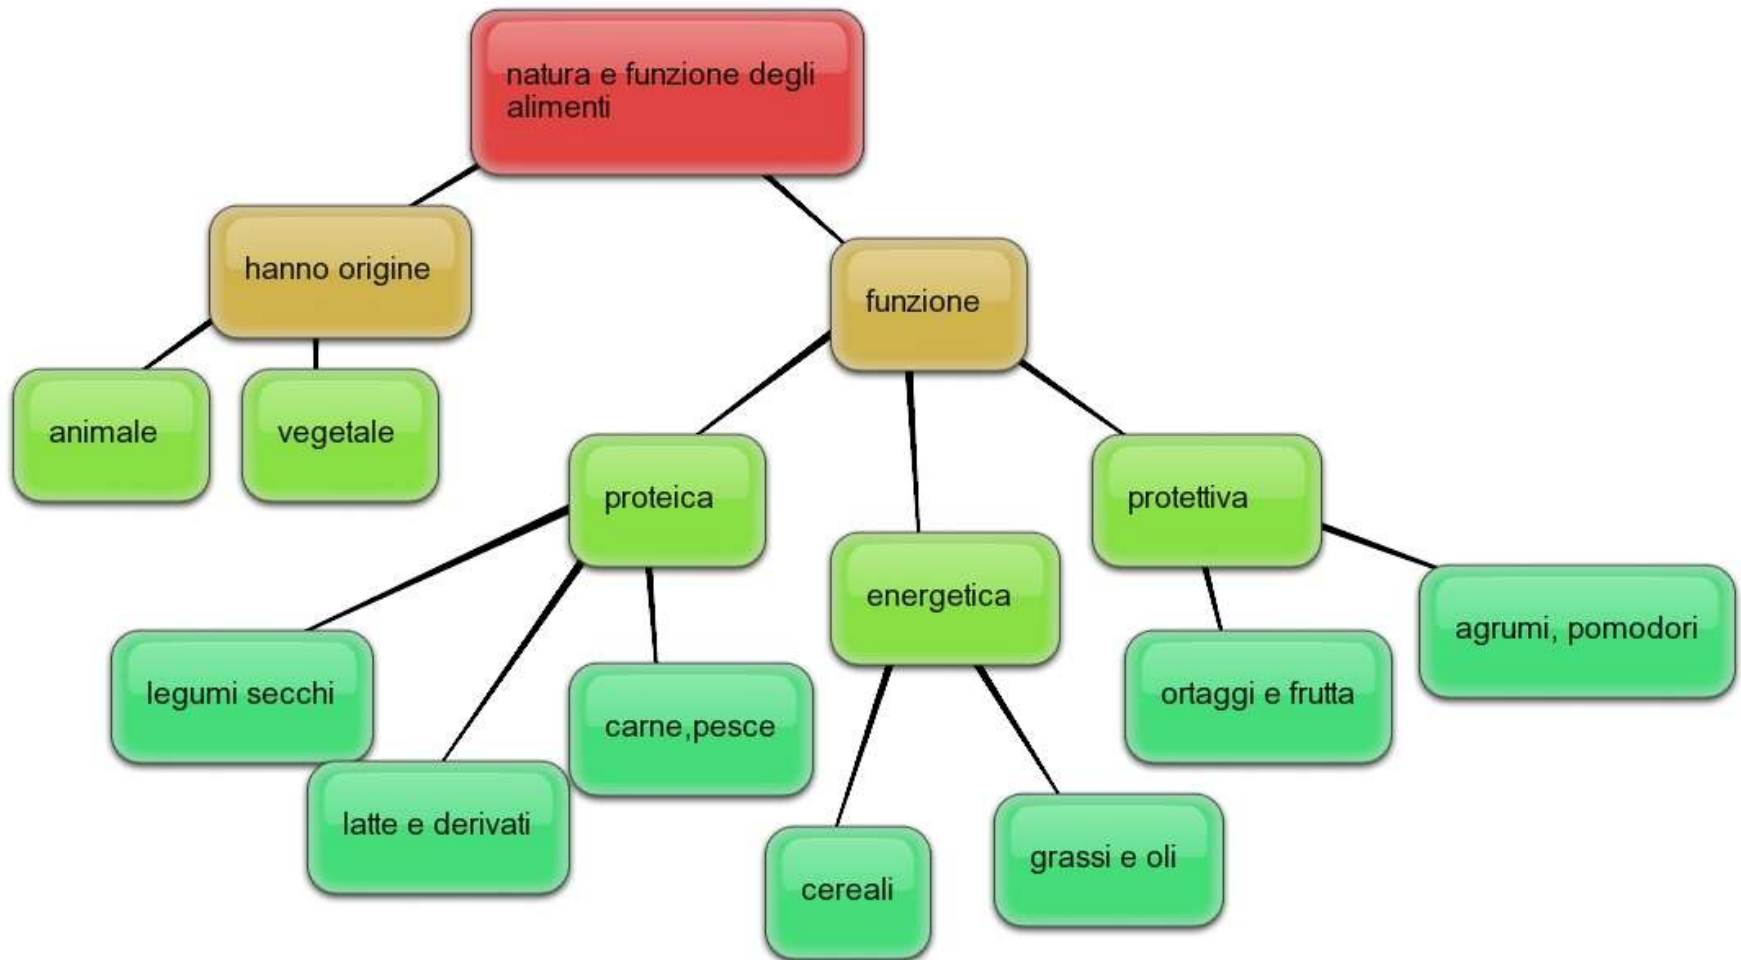 natura e funzione degli
alimenti
hanno origine
funzione
animale
vegetale
proteica
energetica
protettiva
legumi secchi
latte e derivati
carne,pesce
cereali
grassi e oli
ortaggi e frutta
agrumi, pomodori